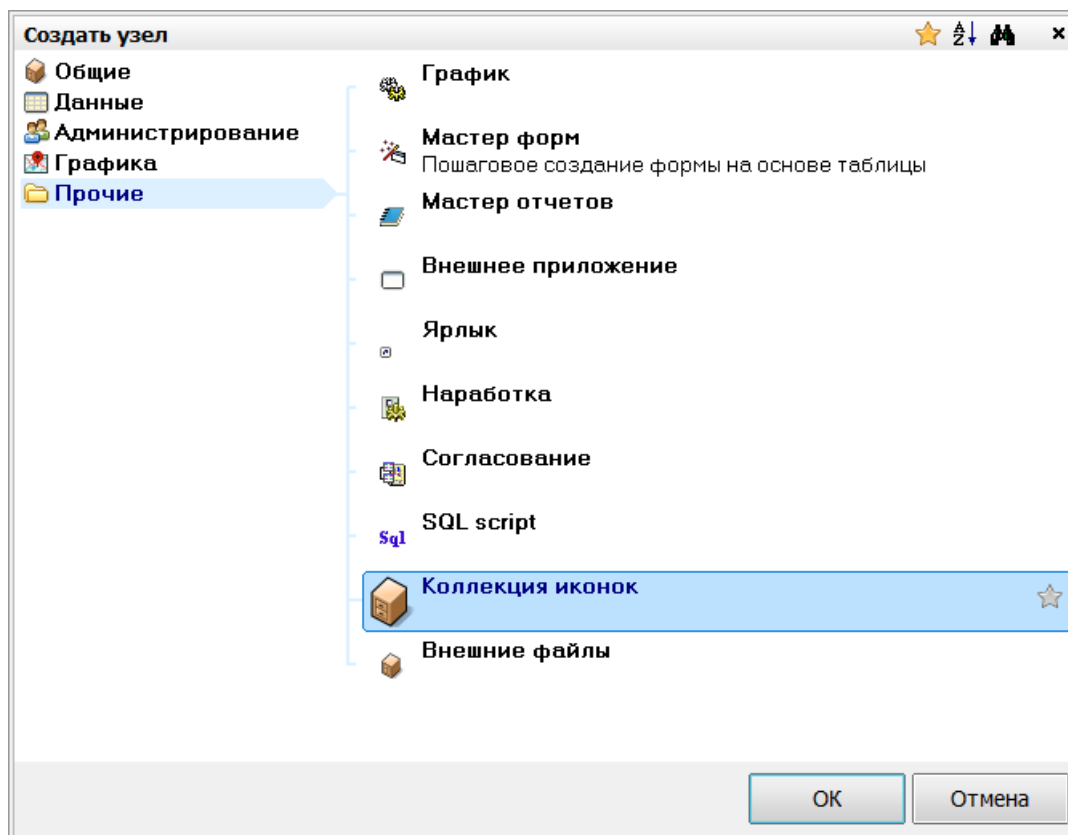 Создать узел
Общие
Данные
Администрирование
Графика
Прочие
График
Мастер форм
Пошаговое создание формы на основе таблицы
Мастер отчетов
Внешнее приложение
Ярлык
Наработка
Согласование
Sql SQL script
Коллекция иконок
Внешние файлы
ОК Отмена